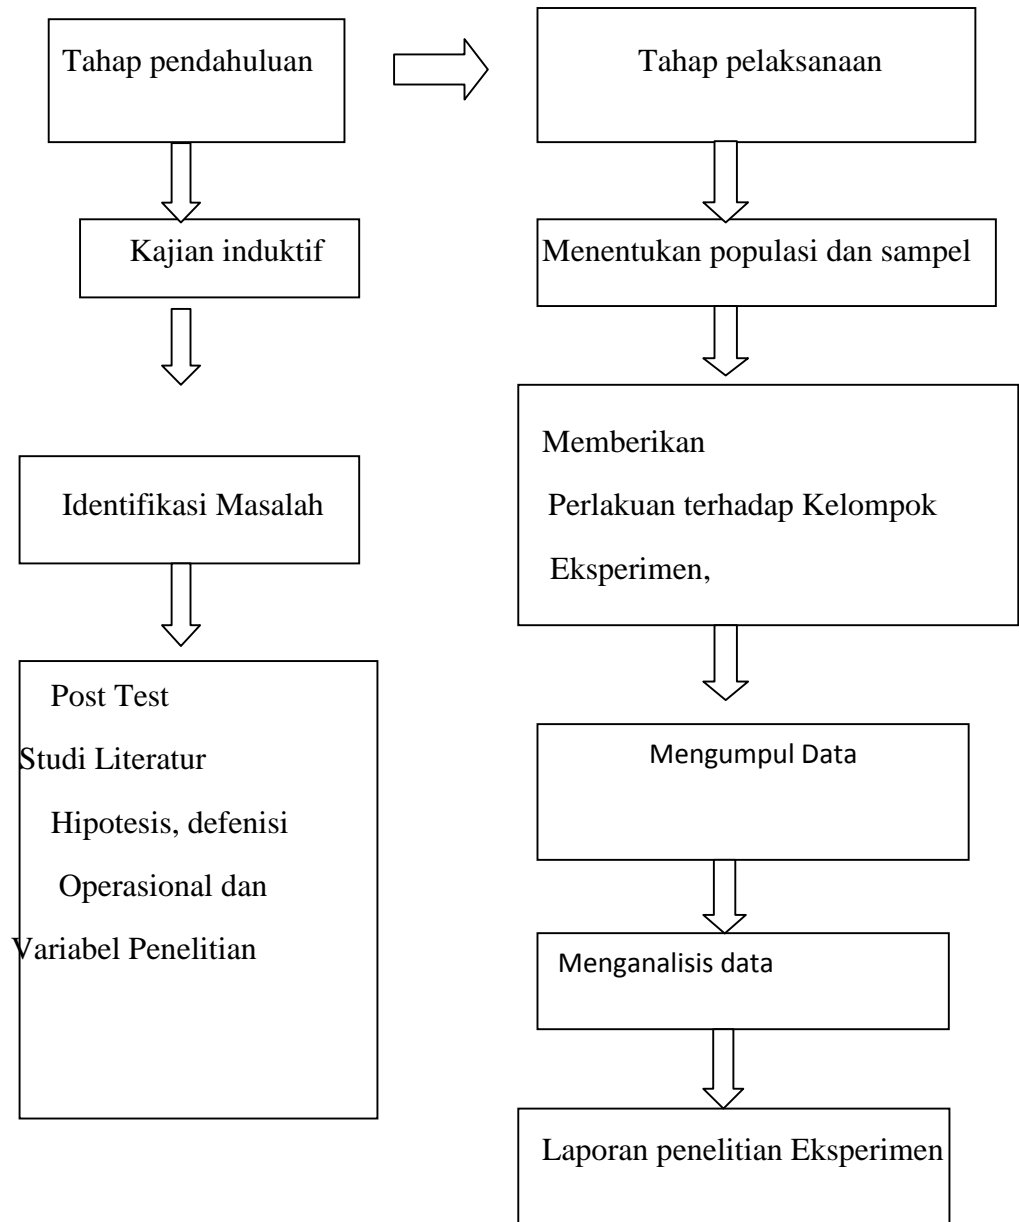 Tahap pendahuluan
Kajian induktif
Identifikasi Masalah
Post Test
Studi Literatur
Hipotesis, defenisi
Operasional dan
Variabel Penelitian
Tahap pelaksanaan
Menentukan populasi dan sampel
Memberikan
Perlakuan terhadap Kelompok
Eksperimen,
Mengumpul Data
Menganalisis data
Laporan penelitian Eksperimen